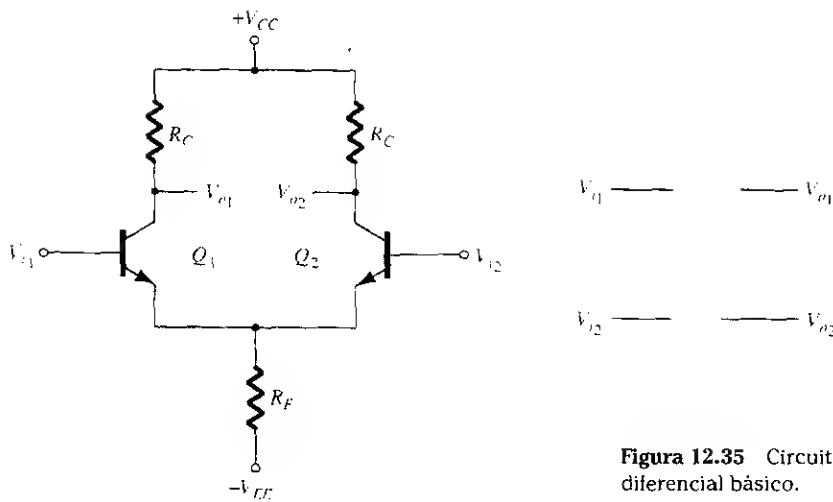 +V_CC
R_C
R_C
V_o1
V_o2
V_i1
Q_1
Q_2
V_i2
R_E
-V_EE
V_i1
V_o1
V_i2
V_o2
Figura 12.35 Circuit
diferencial básico.